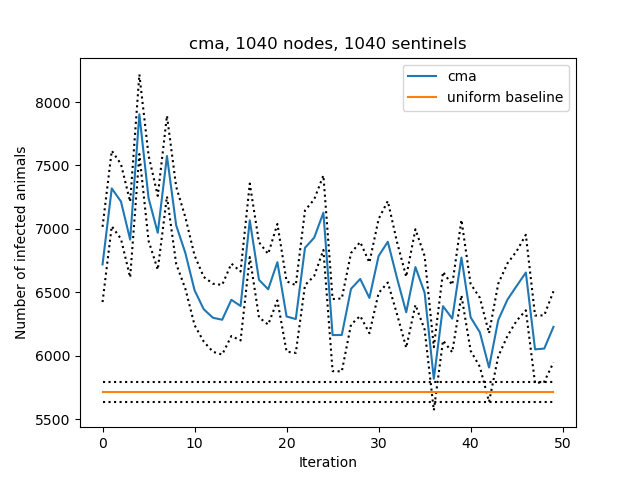 cma, 1040 nodes, 1040 sentinels
cma
uniform baseline
Number of infected animals
8000
7500
7000
6500
6000
5500
0 10 20 30 40 50
Iteration